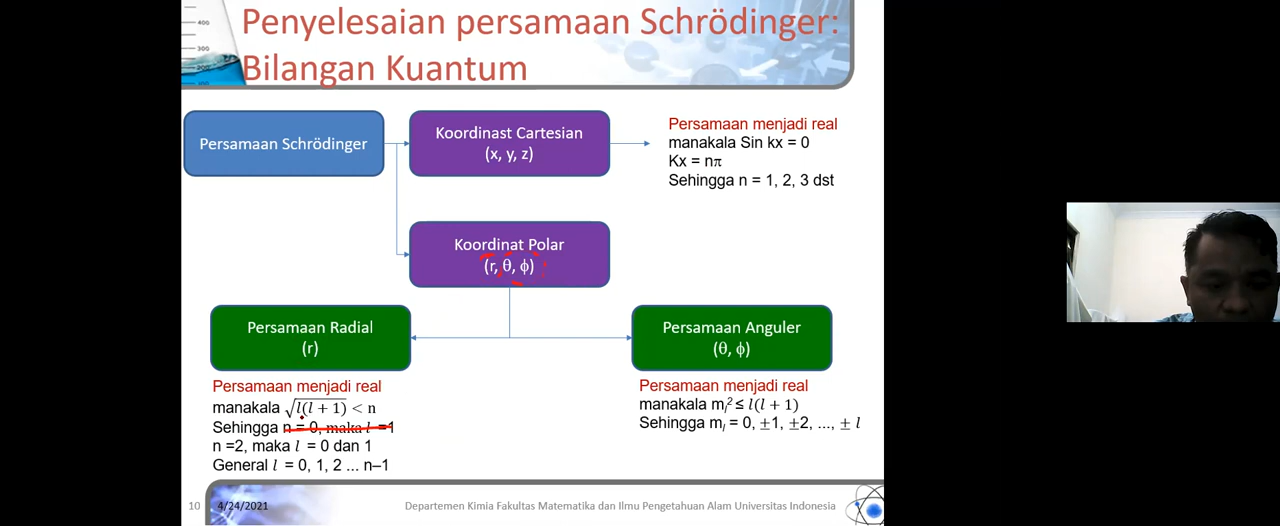 Penyelesaian persamaan Schrödinger:
Bilangan Kuantum
400
300
200
Persamaan Schrödinger
Koordinast Cartesian
(x, y, z)
Persamaan menjadi real
manakala Sin kx = 0
Kx = nπ
Sehingga n = 1, 2, 3 dst
Koordinat Polar
(r, θ, ϕ)
Persamaan Radial
(r)
Persamaan Anguler
(θ, ϕ)
Persamaan menjadi real
manakala √l(l + 1) < n
Sehingga n = 0, maka l =1
n =2, maka l = 0 dan 1
General l = 0, 1, 2 ... n–1
Persamaan menjadi real
manakala mₗ² ≤ l(l + 1)
Sehingga mₗ = 0, ±1, ±2, ..., ± l
10
4/24/2021
Departemen Kimia Fakultas Matematika dan Ilmu Pengetahuan Alam Universitas Indonesia